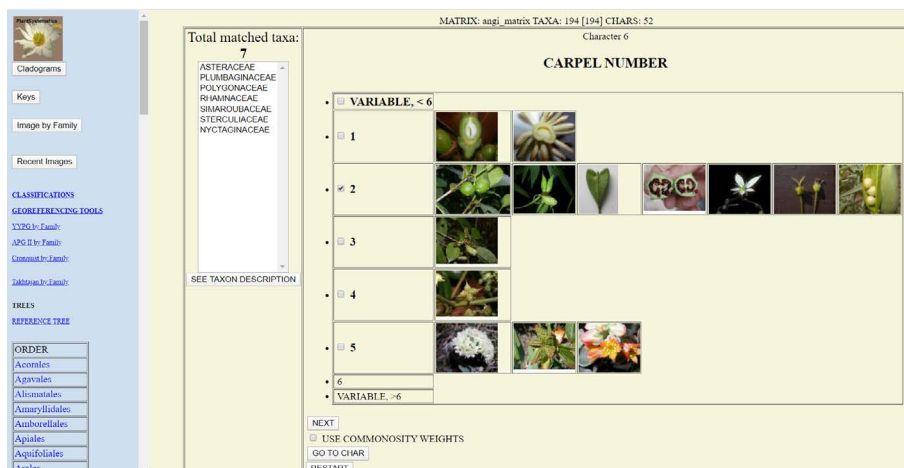 PlantSystematics
Cladograms
Keys
Image by Family
Recent Images
CLASSIFICATIONS
GEOREFERENCING TOOLS
YYPG by Family
APG II by Family
Cronquist by Family
Takhtajan by Family
TREES
REFERENCE TREE
ORDER
Acorales
Agavales
Alismatales
Amaryllidales
Amborellales
Apiales
Aquifoliales
MATRIX: angi_matrix TAXA: 194 [194] CHARS: 52
Total matched taxa:
7
ASTERACEAE
PLUMBAGINACEAE
POLYGONACEAE
RHAMNACEAE
SIMAROUBACEAE
STERCULIACEAE
NYCTAGINACEAE
SEE TAXON DESCRIPTION
Character 6
CARPEL NUMBER
VARIABLE, < 6
1
2
3
4
5
6
VARIABLE, >6
NEXT
USE COMMONOSITY WEIGHTS
GO TO CHAR
RESTART